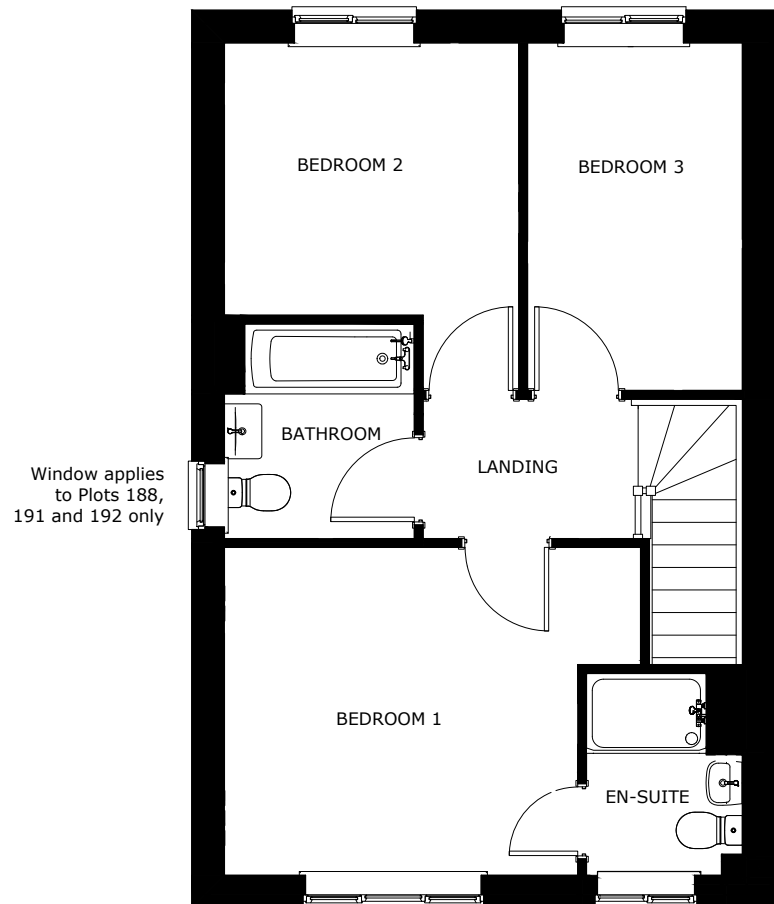 BEDROOM 2
BEDROOM 3
BATHROOM
LANDING
Window applies
to Plots 188,
191 and 192 only
BEDROOM 1
EN-SUITE